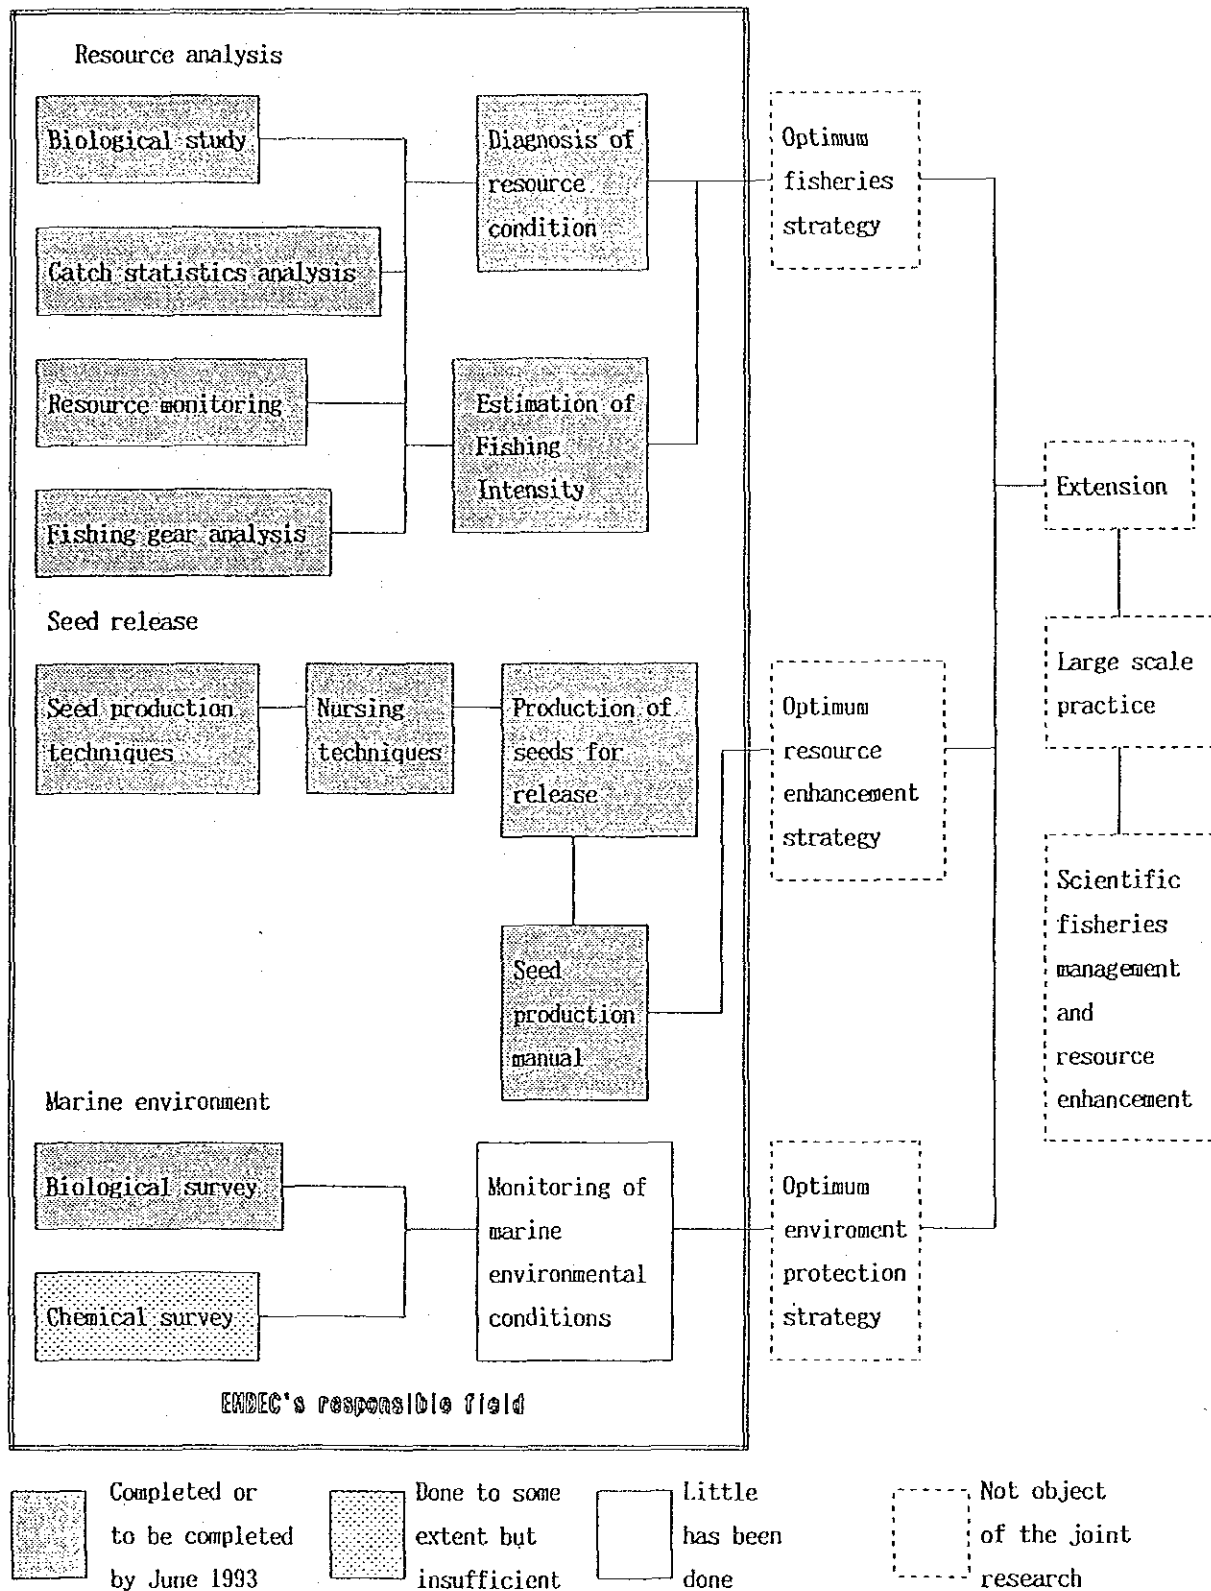 Resource analysis
Biological study
Catch statistics analysis
Resource monitoring
Fishing gear analysis
Diagnosis of
resource
condition
Estimation of
Fishing
Intensity
Optimum
fisheries
strategy
Seed release
Seed production
techniques
Nursing
techniques
Production of
seeds for
release
Seed
production
manual
Optimum
resource
enhancement
strategy
Marine environment
Biological survey
Chemical survey
Monitoring of
marine
environmental
conditions
Optimum
enviroment
protection
strategy
Extension
Large scale
practice
Scientific
fisheries
management
and
resource
enhancement
EMDEC's responsible field
Completed or
to be completed
by June 1993
Done to some
extent but
insufficient
Little
has been
done
Not object
of the joint
research